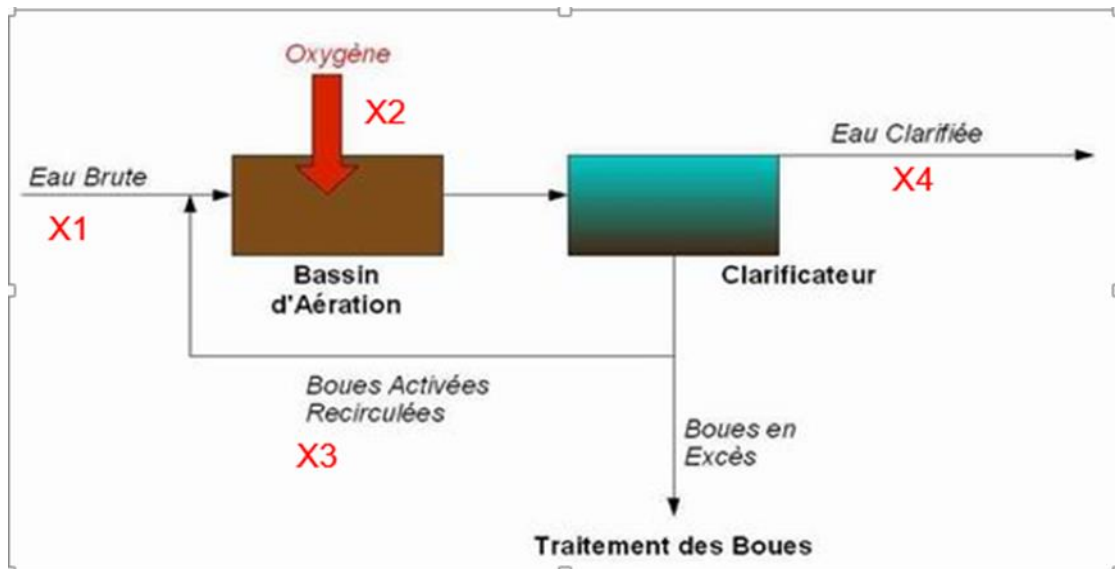 Oxygène
X2
Eau Brute
X1
Eau Clarifiée
X4
Bassin
d'Aération
Clarificateur
Boues Activées
Recirculées
X3
Boues en
Excès
Traitement des Boues